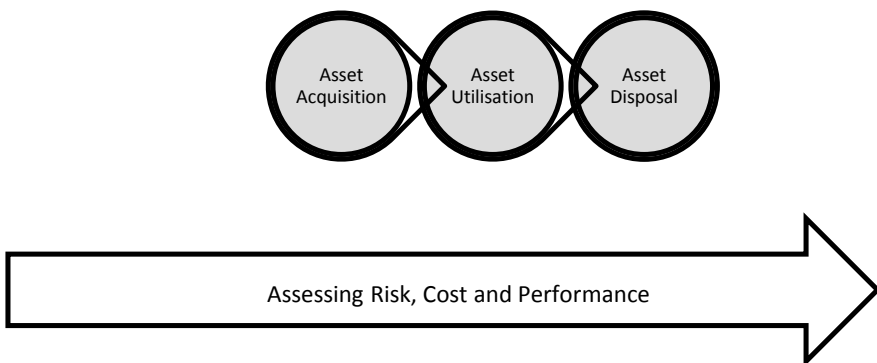 Asset
Acquisition
Asset
Utilisation
Asset
Disposal
Assessing Risk, Cost and Performance